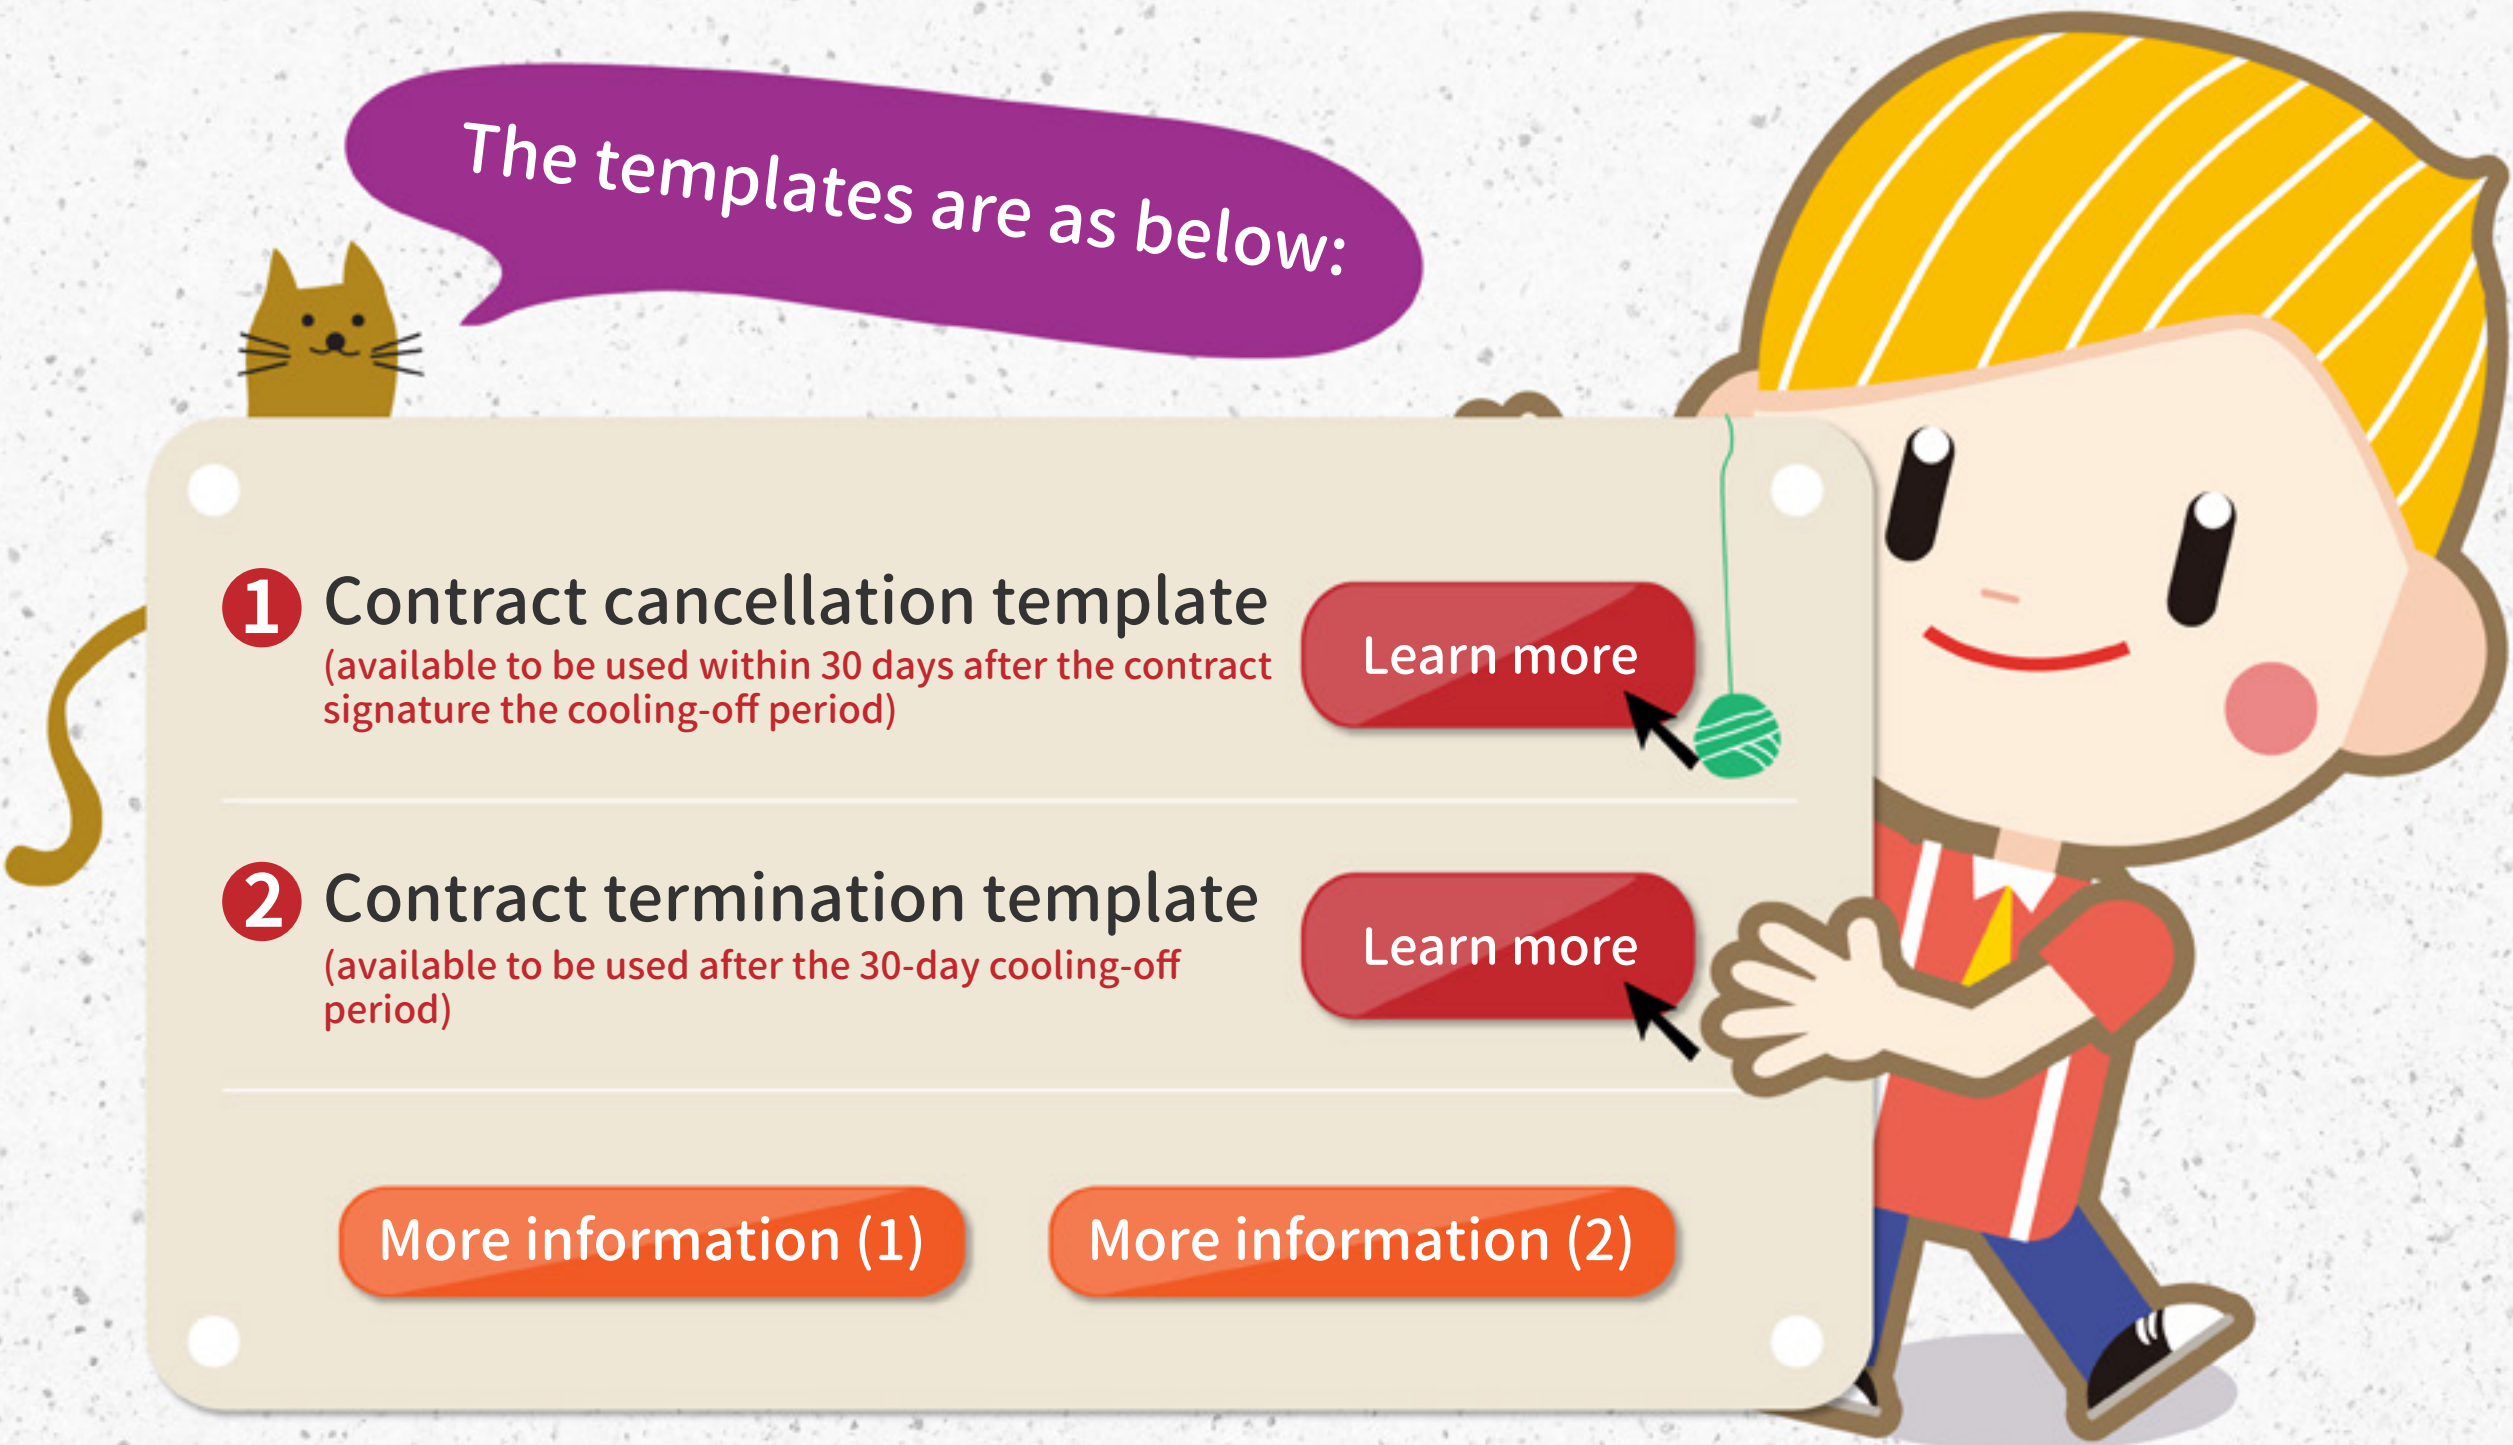 The templates are as below:
1 Contract cancellation template
(available to be used within 30 days after the contract
signature the cooling-off period)
Learn more
2 Contract termination template
(available to be used after the 30-day cooling-off
period)
Learn more
More information (1)
More information (2)